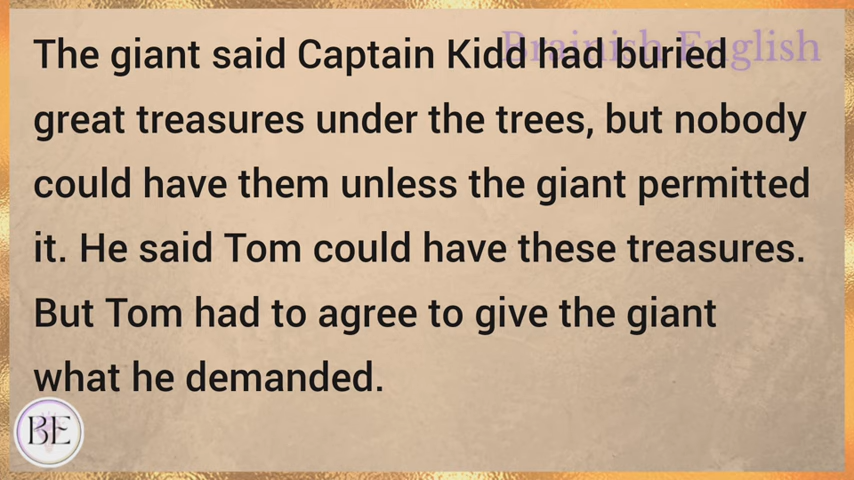 Brainish English
The giant said Captain Kidd had buried
great treasures under the trees, but nobody
could have them unless the giant permitted
it. He said Tom could have these treasures.
But Tom had to agree to give the giant
what he demanded.
BE